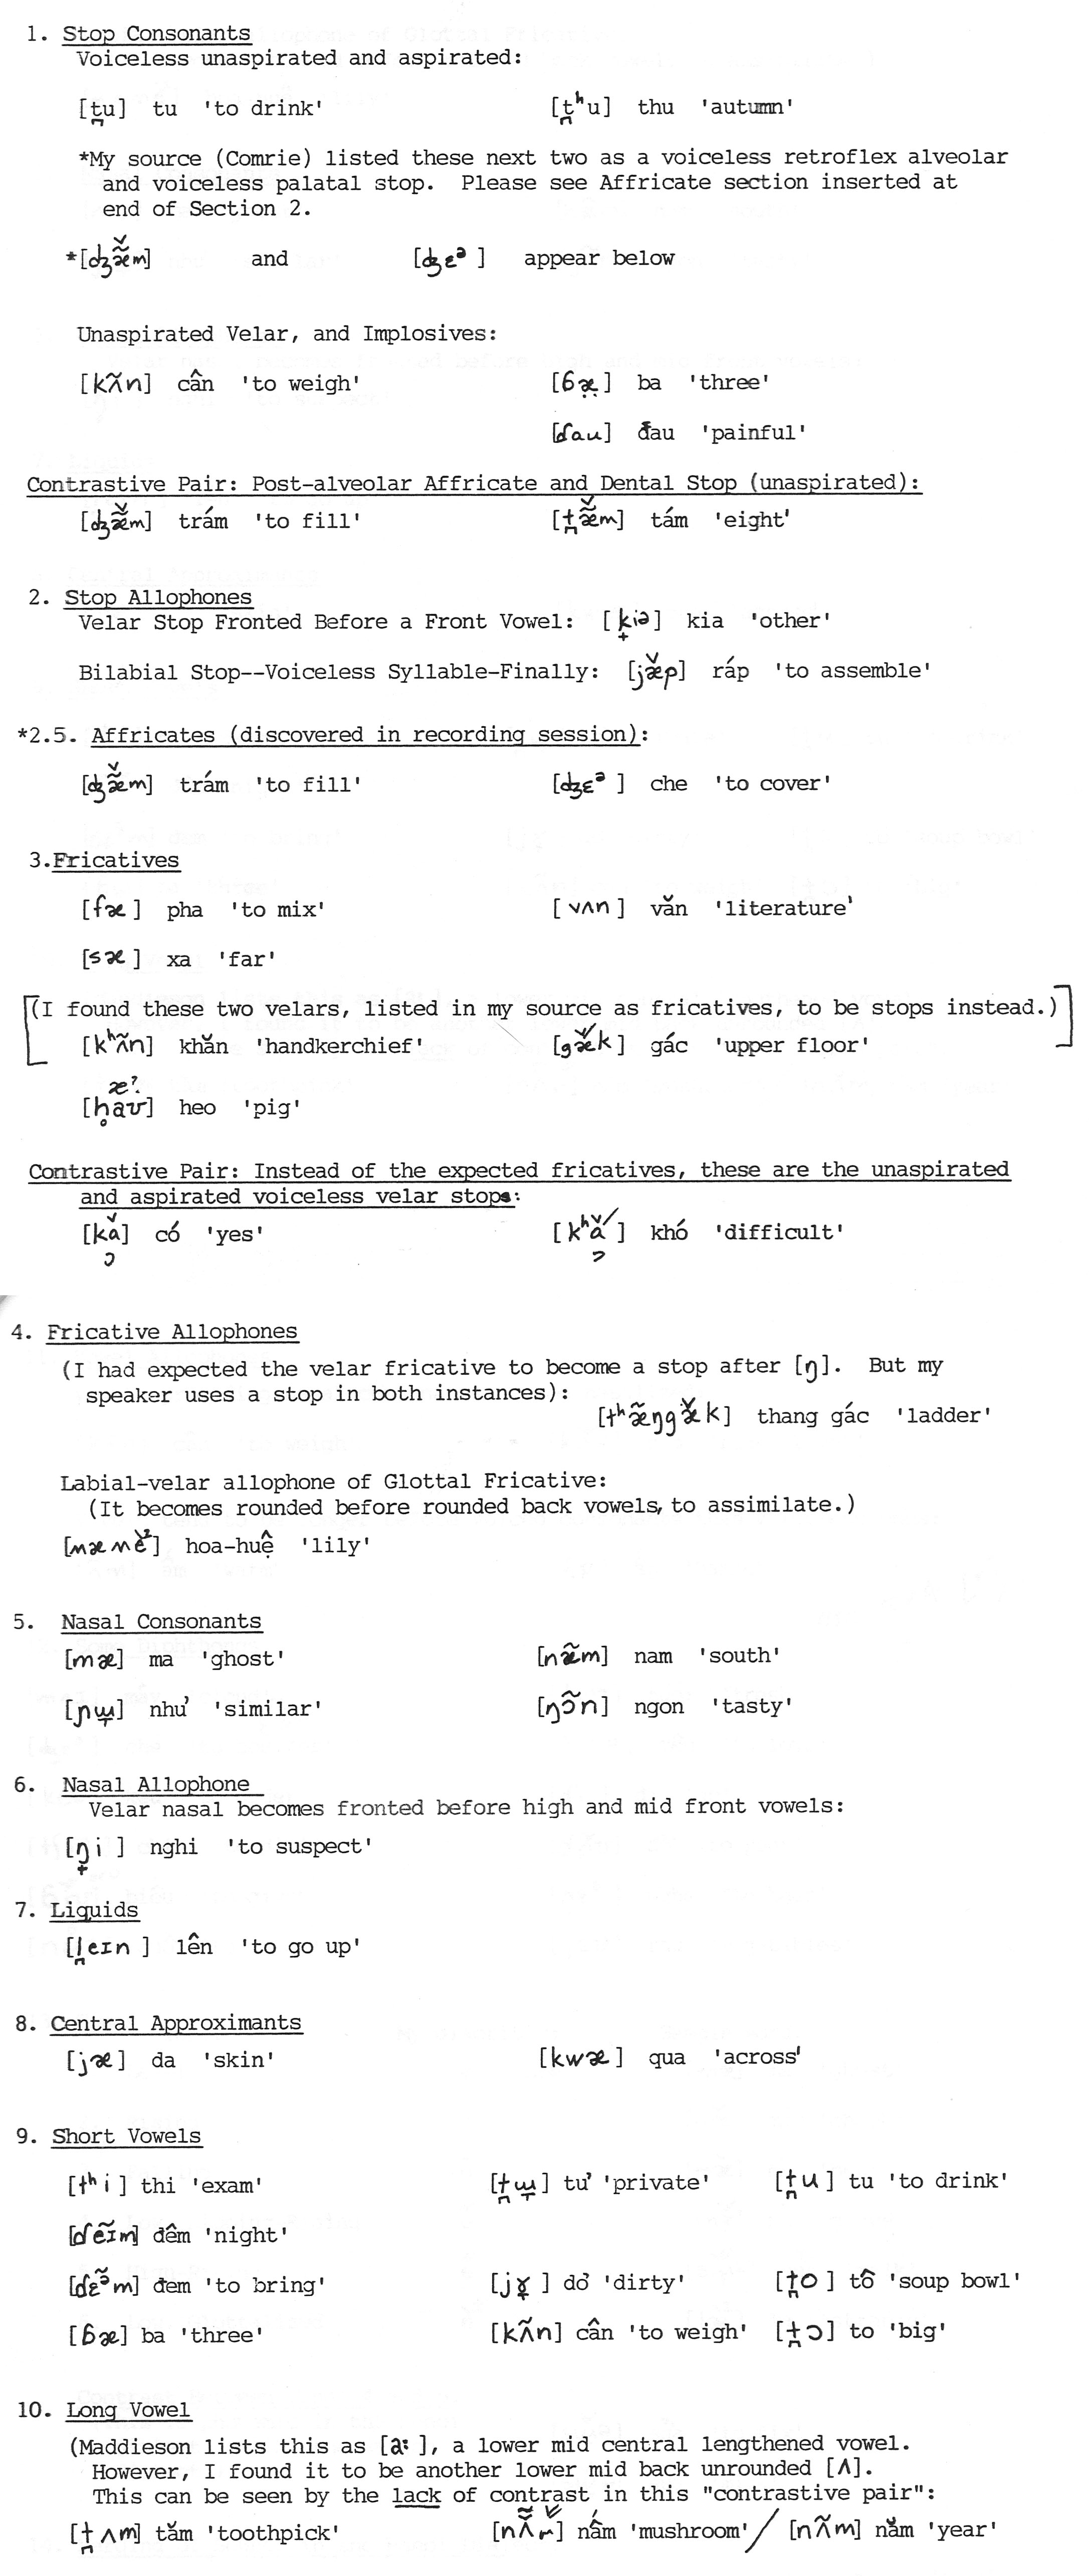 1. Stop Consonants
Voiceless unaspirated and aspirated:
[t̪u] tu 'to drink' [t̪ʰu] thu 'autumn'
*My source (Comrie) listed these next two as a voiceless retroflex alveolar
and voiceless palatal stop. Please see Affricate section inserted at
end of Section 2.
*[ʤæ̃̌m] and [ʤɛᵊ ] appear below
Unaspirated Velar, and Implosives:
[kʌ̃n] cân 'to weigh' [ɓæ̤] ba 'three'
[ɗau] đau 'painful'
Contrastive Pair: Post-alveolar Affricate and Dental Stop (unaspirated):
[ʤæ̃̌m] trám 'to fill' [t̪æ̃̌m] tám 'eight'
2. Stop Allophones
Velar Stop Fronted Before a Front Vowel: [k̟iə] kia 'other'
Bilabial Stop--Voiceless Syllable-Finally: [jæ̌p] ráp 'to assemble'
*2.5. Affricates (discovered in recording session):
[ʤæ̃̌m] trám 'to fill' [ʤɛᵊ ] che 'to cover'
3.Fricatives
[fæ ] pha 'to mix' [ vʌn ] văn 'literature'
[sæ ] xa 'far'
[(I found these two velars, listed in my source as fricatives, to be stops instead.)]
[kʰʌ̃n] khăn 'handkerchief' [gæ̌k] gác 'upper floor'
æ?
[h̥aʊ] heo 'pig'
Contrastive Pair: Instead of the expected fricatives, these are the unaspirated
and aspirated voiceless velar stops:
[kǎ̹] có 'yes' [kʰǎ̹ ] khó 'difficult'
4. Fricative Allophones
(I had expected the velar fricative to become a stop after [ŋ]. But my
speaker uses a stop in both instances):
[tʰæ̃ŋgæ̌k] thang gác 'ladder'
Labial-velar allophone of Glottal Fricative:
(It becomes rounded before rounded back vowels, to assimilate.)
[ʍæʍě] hoa-huệ 'lily'
5. Nasal Consonants
[mæ] ma 'ghost' [næ̃m] nam 'south'
[ɲɯ̟] như 'similar' [ŋɔ̃n] ngon 'tasty'
6. Nasal Allophone
Velar nasal becomes fronted before high and mid front vowels:
[ŋ̟i ] nghi 'to suspect'
7. Liquids
[l̪eɪn ] lên 'to go up'
8. Central Approximants
[jæ] da 'skin' [kwæ] qua 'across'
9. Short Vowels
[tʰi ] thi 'exam' [t̪ɯ̟ ] tư 'private' [t̪u ] tu 'to drink'
[ɗẽɪm] đêm 'night'
[ɗɛ̃ᵊm] đem 'to bring' [jɤ̟ ] dơ 'dirty' [t̪o ] tô 'soup bowl'
[ɓæ] ba 'three' [kʌ̃n] cân 'to weigh' [t̪ɔ] to 'big'
10. Long Vowel
(Maddieson lists this as [aː ], a lower mid central lengthened vowel.
However, I found it to be another lower mid back unrounded [ʌ].
This can be seen by the lack of contrast in this "contrastive pair":
[t̪ʌm] tăm 'toothpick' nấm 'mushroom' / [nʌ̃m] năm 'year'